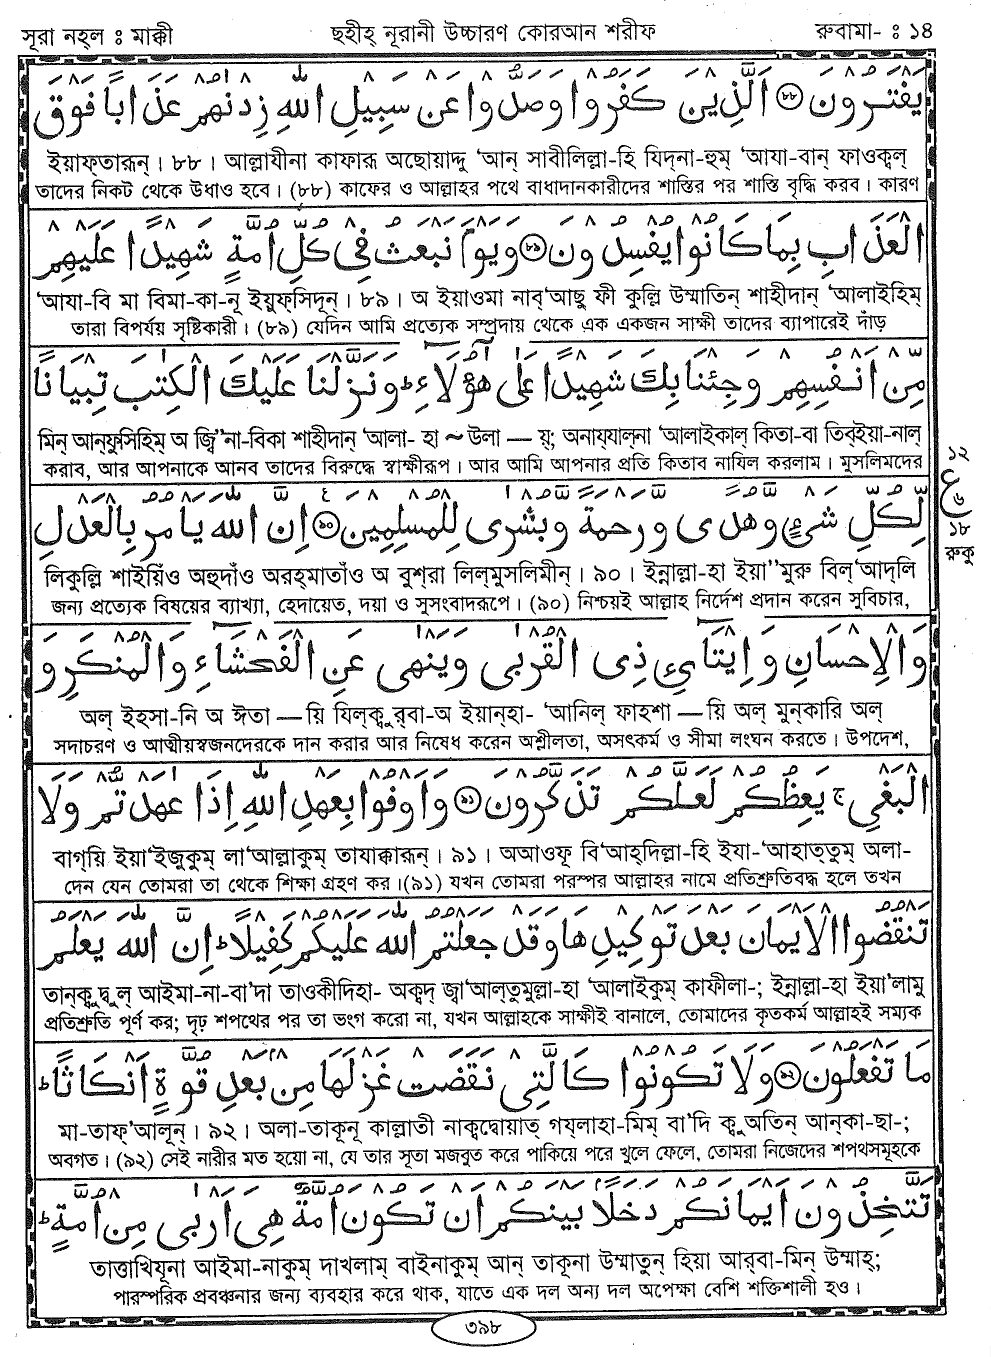 সূরা নহ্‌ল ঃ মাক্কী ছহীহ্ নূরানী উচ্চারণ কোরআন শরীফ রুবামা- ঃ ১৪
يَفْتَرُونَ ﴿٨٨﴾ اَلَّذِيْنَ كَفَرُوْا وَصَدُّوْا عَنْ سَبِيْلِ اللّٰهِ زِدْنٰهُمْ عَذَابًا فَوْقَ
ইয়াফ্‌তারূন্। ৮৮। আল্লাযীনা কাফারূ অছোয়াদ্দূ 'আন্ সাবীলিল্লা-হি যিদ্‌না-হুম্ 'আযা-বান্ ফাওক্বাল্
তাদের নিকট থেকে উধাও হবে। (৮৮) কাফের ও আল্লাহর পথে বাধাদানকারীদের শাস্তির পর শাস্তি বৃদ্ধি করব। কারণ
الْعَذَابِ بِمَا كَانُوْا يُفْسِدُوْنَ ﴿٨٩﴾ وَيَوْمَ نَبْعَثُ فِيْ كُلِّ اُمَّةٍ شَهِيْدًا عَلَيْهِمْ
'আযা-বি মা বিমা-কা-নূ ইয়ুফ্‌সিদূন্। ৮৯। অ ইয়াওমা নাব্‌'আছু ফী কুল্লি উম্মাতিন্ শাহীদান্ 'আলাইহিম্
তারা বিপর্যয় সৃষ্টিকারী। (৮৯) যেদিন আমি প্রত্যেক সম্প্রদায় থেকে এক একজন সাক্ষী তাদের ব্যাপারেই দাঁড়
مِّنْ اَنْفُسِهِمْ وَجِئْنَا بِكَ شَهِيْدًا عَلٰى هٰٓؤُلَآءِ ؕ وَنَزَّلْنَا عَلَيْكَ الْكِتٰبَ تِبْيَانًا
মিন্ আন্‌ফুসিহিম্ অ জ্বি''না-বিকা শাহীদান্ 'আলা- হা ~ উলা — য়্; অনায্‌যাল্‌না 'আলাইকাল্ কিতা-বা তিব্‌ইয়া-নাল্
করাব, আর আপনাকে আনব তাদের বিরুদ্ধে স্বাক্ষীরূপ। আর আমি আপনার প্রতি কিতাব নাযিল করলাম। মুসলিমদের
১২
ع
৬
১৮
রুকু
لِّكُلِّ شَيْءٍ وَّهُدًى وَّرَحْمَةً وَّبُشْرٰى لِلْمُسْلِمِيْنَ ﴿٩٠﴾ اِنَّ اللّٰهَ يَاْمُرُ بِالْعَدْلِ
লিকুল্লি শাইয়িঁও অহুদাঁও অরহ্‌মাতাঁও অ বুশ্‌রা লিল্‌মুসলিমীন্। ৯০। ইন্নাল্লা-হা ইয়া''মুরু বিল্‌'আদ্‌লি
জন্য প্রত্যেক বিষয়ের ব্যাখ্যা, হেদায়েত, দয়া ও সুসংবাদরূপে। (৯০) নিশ্চয়ই আল্লাহ নির্দেশ প্রদান করেন সুবিচার,
وَالْاِحْسَانِ وَاِيْتَآئِ ذِى الْقُرْبٰى وَيَنْهٰى عَنِ الْفَحْشَآءِ وَالْمُنْكَرِ وَ
অল্ ইহসা-নি অ ঈতা — য়ি যিল্‌ক্বুর্‌বা-অ ইয়ান্‌হা- 'আনিল্ ফাহশা — য়ি অল্ মুন্‌কারি অল্
সদাচরণ ও আত্মীয়স্বজনদেরকে দান করার আর নিষেধ করেন অশ্লীলতা, অসৎকর্ম ও সীমা লংঘন করতে। উপদেশ,
الْبَغْيِ ۚ يَعِظُكُمْ لَعَلَّكُمْ تَذَكَّرُوْنَ ﴿٩١﴾ وَاَوْفُوْا بِعَهْدِ اللّٰهِ اِذَا عٰهَدْتُّمْ وَلَا
বাগ্‌য়ি ইয়া'ইজুকুম্ লা'আল্লাকুম্ তাযাক্কারূন্। ৯১। অআওফূ বি'আহ্‌দিল্লা-হি ইযা-'আহাত্‌তুম্ অলা-
দেন যেন তোমরা তা থেকে শিক্ষা গ্রহণ কর।(৯১) যখন তোমরা পরস্পর আল্লাহর নামে প্রতিশ্রুতিবদ্ধ হলে তখন
تَنْقُضُوا الْاَيْمَانَ بَعْدَ تَوْكِيْدِهَا وَقَدْ جَعَلْتُمُ اللّٰهَ عَلَيْكُمْ كَفِيْلًا ؕ اِنَّ اللّٰهَ يَعْلَمُ
তান্‌ক্বুদ্বুল্ আইমা-না-বা'দা তাওকীদিহা- অক্বদ্ জ্বা'আল্‌তুমুল্লা-হা 'আলাইকুম্ কাফীলা-; ইন্নাল্লা-হা ইয়া'লামু
প্রতিশ্রুতি পূর্ণ কর; দৃঢ় শপথের পর তা ভংগ করো না, যখন আল্লাহকে সাক্ষীই বানালে, তোমাদের কৃতকর্ম আল্লাহই সম্যক
مَا تَفْعَلُوْنَ ﴿٩٢﴾ وَلَا تَكُوْنُوْا كَالَّتِيْ نَقَضَتْ غَزْلَهَا مِنْ بَعْدِ قُوَّةٍ اَنْكَاثًا ؕ
মা-তাফ্‌'আলূন্। ৯২। অলা-তাকূনূ কাল্লাতী নাক্বদ্বোয়াত্ গয্‌লাহা-মিম্ বা'দি ক্বুঅতিন্ আন্‌কা-ছা-;
অবগত। (৯২) সেই নারীর মত হয়ো না, যে তার সূতা মজবুত করে পাকিয়ে পরে খুলে ফেলে, তোমরা নিজেদের শপথসমূহকে
تَتَّخِذُوْنَ اَيْمَانَكُمْ دَخَلًا بَيْنَكُمْ اَنْ تَكُوْنَ اُمَّةٌ هِىَ اَرْبٰى مِنْ اُمَّةٍ ؕ
তাত্তাখিযূনা আইমা-নাকুম্ দাখলাম্ বাইনাকুম্ আন্ তাকূনা উম্মাতুন্ হিয়া আর্‌বা-মিন্ উম্মাহ্;
পারস্পরিক প্রবঞ্চনার জন্য ব্যবহার করে থাক, যাতে এক দল অন্য দল অপেক্ষা বেশি শক্তিশালী হও।
৩৯৮